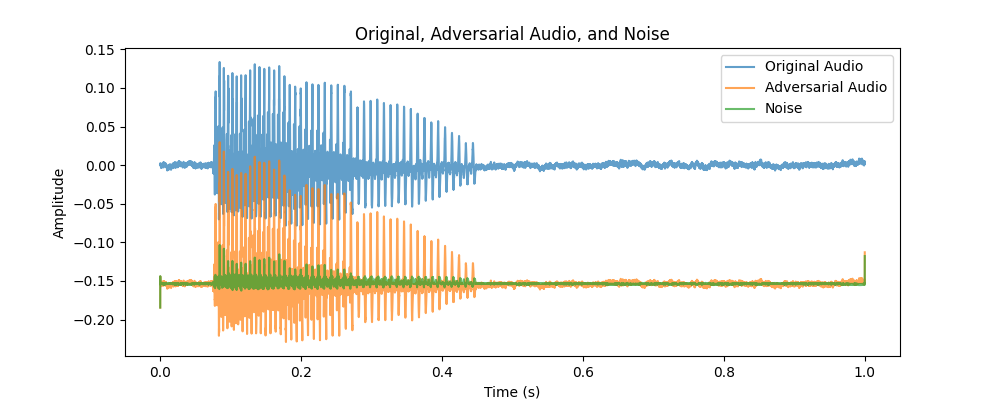 Original, Adversarial Audio, and Noise
Original Audio
Adversarial Audio
Noise
Amplitude
0.15
0.10
0.05
0.00
−0.05
−0.10
−0.15
−0.20
0.0 0.2 0.4 0.6 0.8 1.0
Time (s)